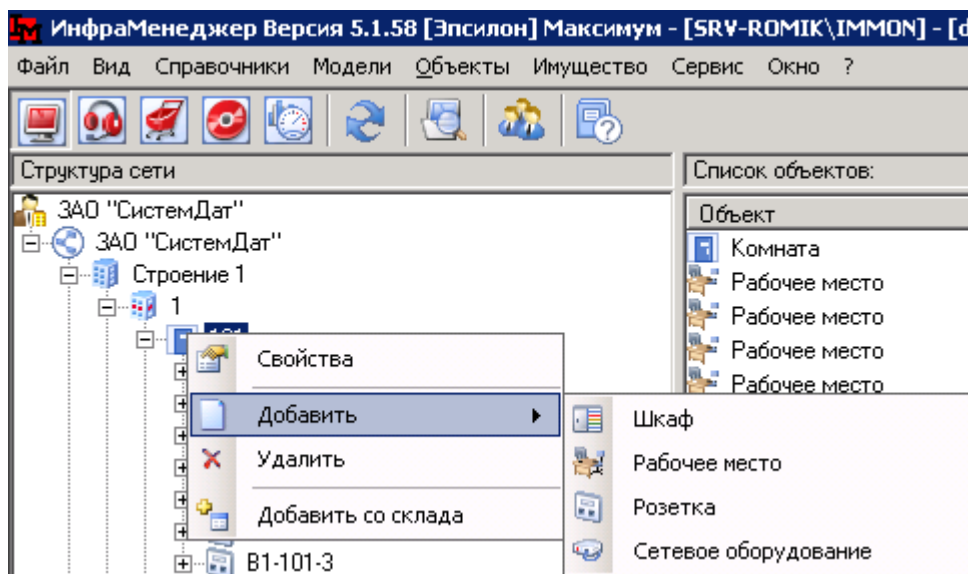 ИнфраМенеджер Версия 5.1.58 [Эпсилон] Максимум - [SRV-ROMIK\IMMON] - [d
Файл Вид Справочники Модели Объекты Имущество Сервис Окно ?
Структура сети
Список объектов:
ЗАО "СистемДат"
Объект
ЗАО "СистемДат"
Комната
Строение 1
Рабочее место
1
Рабочее место
Рабочее место
Свойства
Рабочее место
Добавить
Шкаф
Удалить
Рабочее место
Добавить со склада
Розетка
B1-101-3
Сетевое оборудование